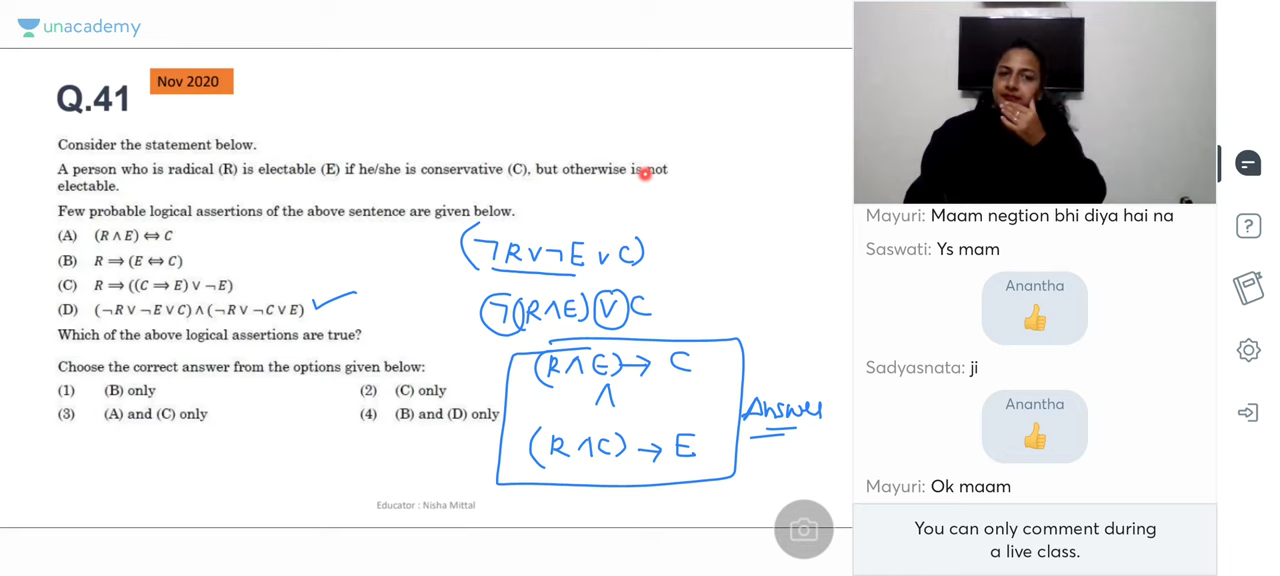 unacademy
Nov 2020
Q.41
Consider the statement below.
A person who is radical (R) is electable (E) if he/she is conservative (C), but otherwise is not
electable.
Few probable logical assertions of the above sentence are given below.
(A) (R ∧ E) ⇔ C
(B) R ⇒ (E ⇔ C)
(C) R ⇒ ((C ⇒ E) ∨ ¬ E)
(D) (¬ R ∨ ¬ E ∨ C) ∧ (¬ R ∨ ¬ C ∨ E)
Which of the above logical assertions are true?
Choose the correct answer from the options given below:
(1) (B) only (2) (C) only
(3) (A) and (C) only (4) (B) and (D) only
(¬R ∨ ¬E ∨ C)
¬(R ∧ E) ∨ C
(R ∧ E) → C
∧
(R ∧ C) → E
Answer
Educator : Nisha Mittal
Mayuri: Maam negtion bhi diya hai na
Saswati: Ys mam
Anantha
Sadyasnata: ji
Anantha
Mayuri: Ok maam
You can only comment during
a live class.